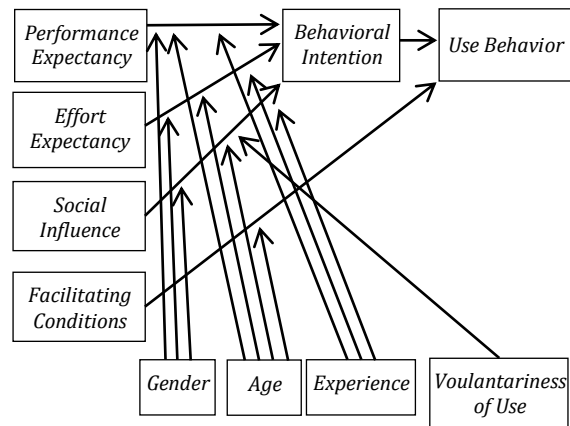 Performance
Expectancy
Behavioral
Intention
Use Behavior
Effort
Expectancy
Social
Influence
Facilitating
Conditions
Gender
Age
Experience
Voulantariness
of Use